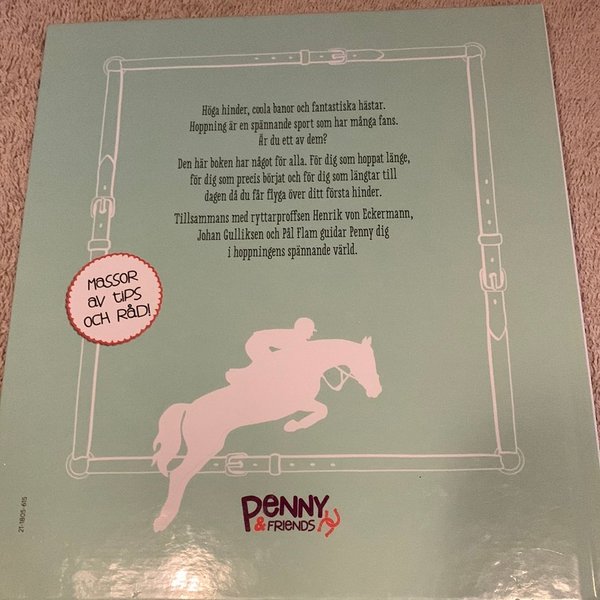 Höga hinder, coola banor och fantastiska hästar.
Hoppning är en spännande sport som har många fans.
Är du ett av dem?
Den här boken har något för alla. För dig som hoppat länge,
för dig som precis börjat och för dig som längtar till
dagen då du får flyga över ditt första hinder.
Tillsammans med ryttarproffsen Henrik von Eckermann,
Johan Gulliksen och Pål Flam guidar Penny dig
i hoppningens spännande värld.
MASSOR
AV TIPS
OCH RÅD!
PENNY
& FRIENDS
21-1805-615